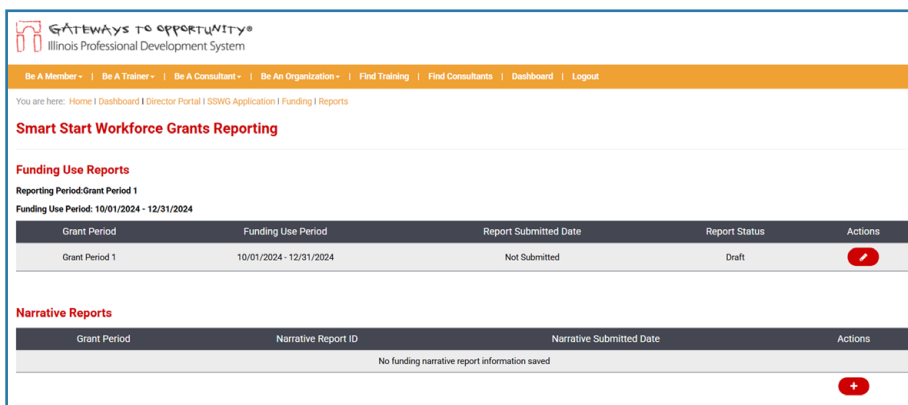 GATEWAYS TO OPPORTUNITY®
Illinois Professional Development System
Be A Member | Be A Trainer | Be A Consultant | Be An Organization | Find Training | Find Consultants | Dashboard | Logout
You are here: Home I Dashboard I Director Portal I SSWG Application I Funding I Reports
Smart Start Workforce Grants Reporting
Funding Use Reports
Reporting Period:Grant Period 1
Funding Use Period: 10/01/2024 - 12/31/2024
Grant Period Funding Use Period Report Submitted Date Report Status Actions
Grant Period 1 10/01/2024 - 12/31/2024 Not Submitted Draft
Narrative Reports
Grant Period Narrative Report ID Narrative Submitted Date Actions
No funding narrative report information saved